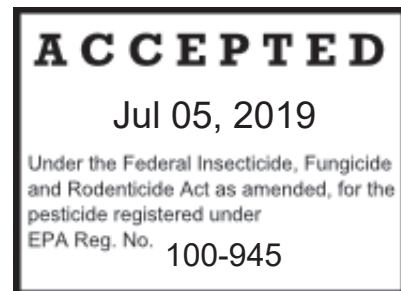 ACCEPTED
Jul 05, 2019
Under the Federal Insecticide, Fungicide
and Rodenticide Act as amended, for the
pesticide registered under
EPA Reg. No. 100-945